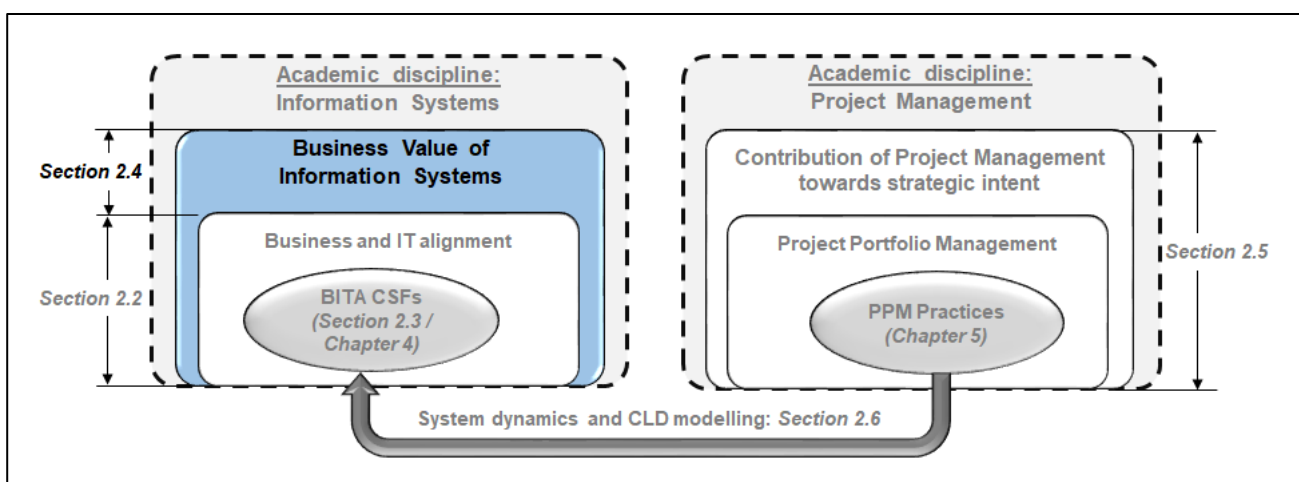 Academic discipline:
Information Systems
Business Value of
Information Systems
Section 2.4
Business and IT alignment
Section 2.2
BITA CSFs
(Section 2.3 /
Chapter 4)
Academic discipline:
Project Management
Contribution of Project Management
towards strategic intent
Project Portfolio Management
Section 2.5
PPM Practices
(Chapter 5)
System dynamics and CLD modelling: Section 2.6